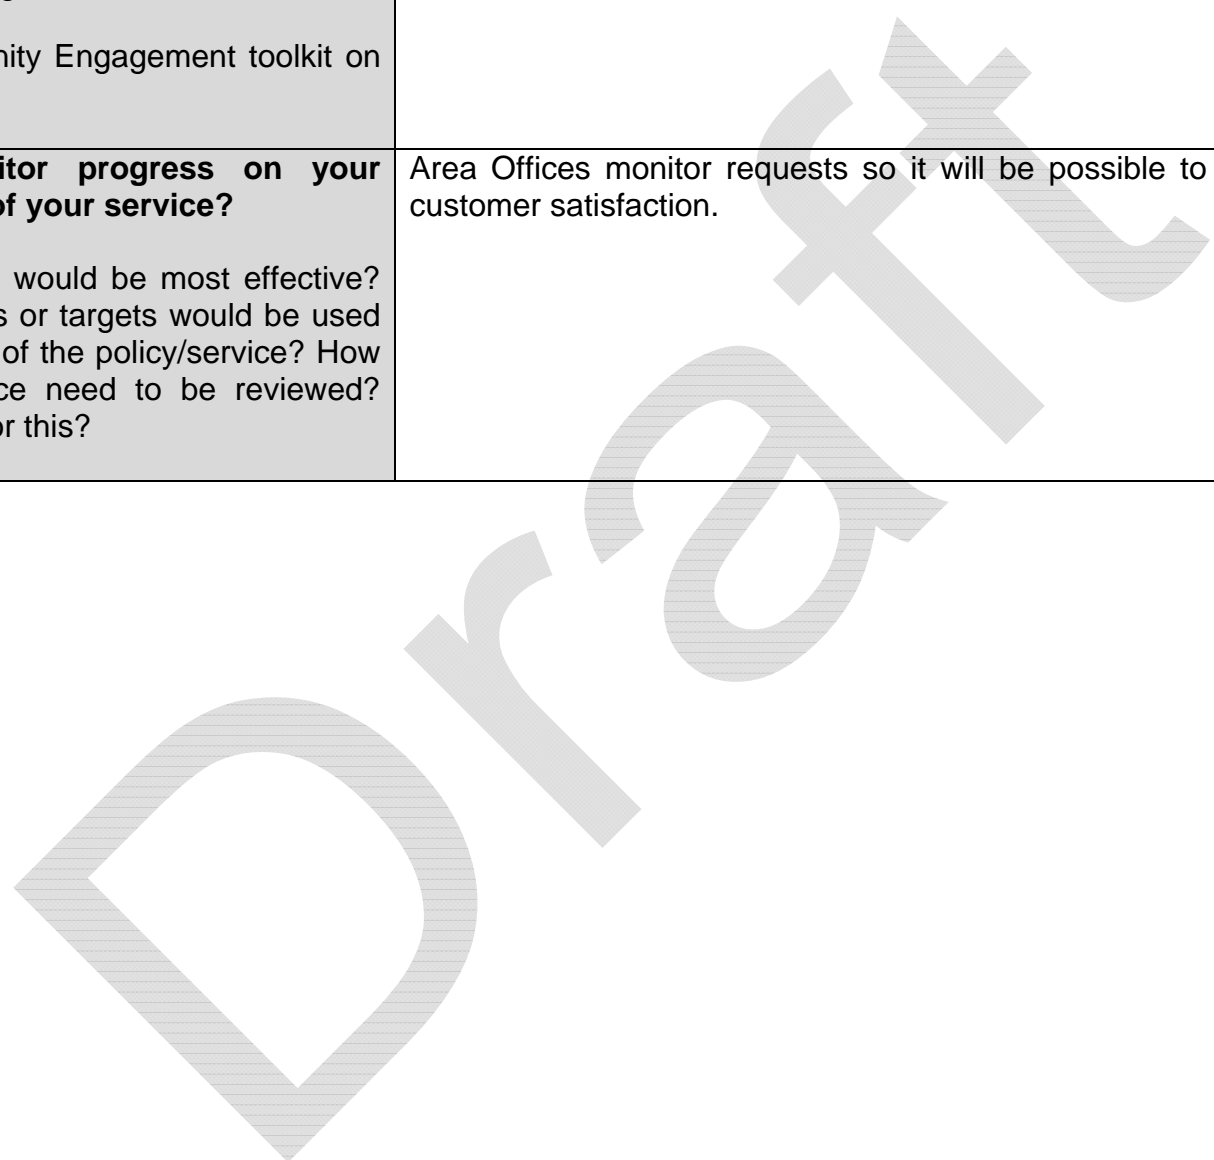 nity Engagement toolkit on
itor progress on your
of your service?
would be most effective?
s or targets would be used
of the policy/service? How
ce need to be reviewed?
or this?
Area Offices monitor requests so it will be possible to
customer satisfaction.
Draft